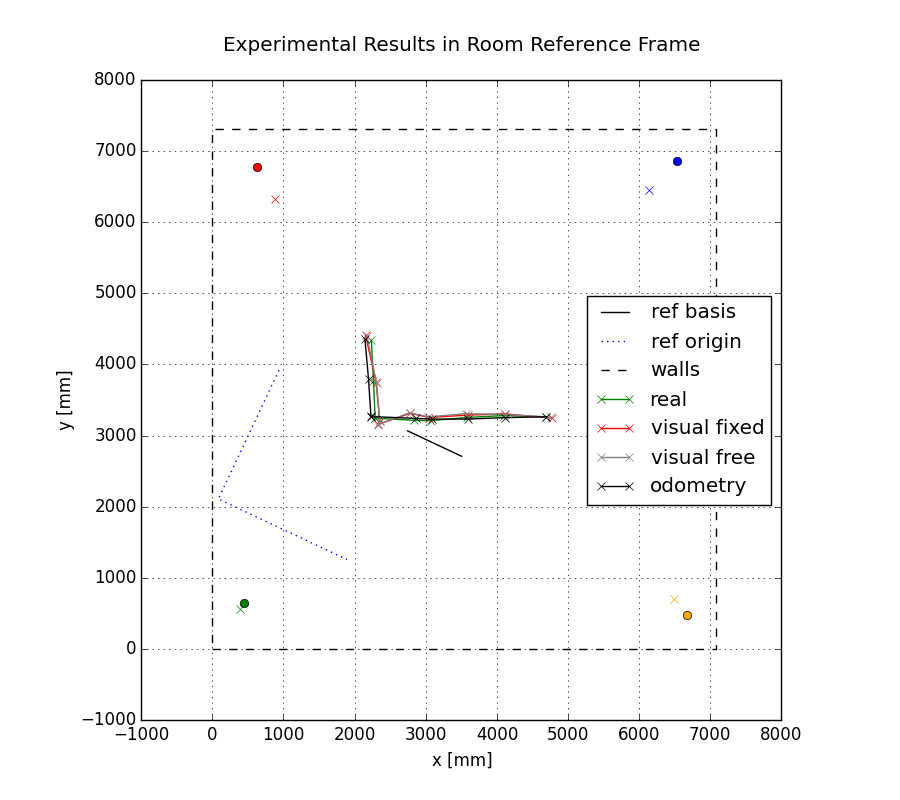 Experimental Results in Room Reference Frame
8000
7000
6000
5000
4000
3000
2000
1000
0
−1000
y [mm]
ref basis
ref origin
walls
real
visual fixed
visual free
odometry
−1000 0 1000 2000 3000 4000 5000 6000 7000 8000
x [mm]